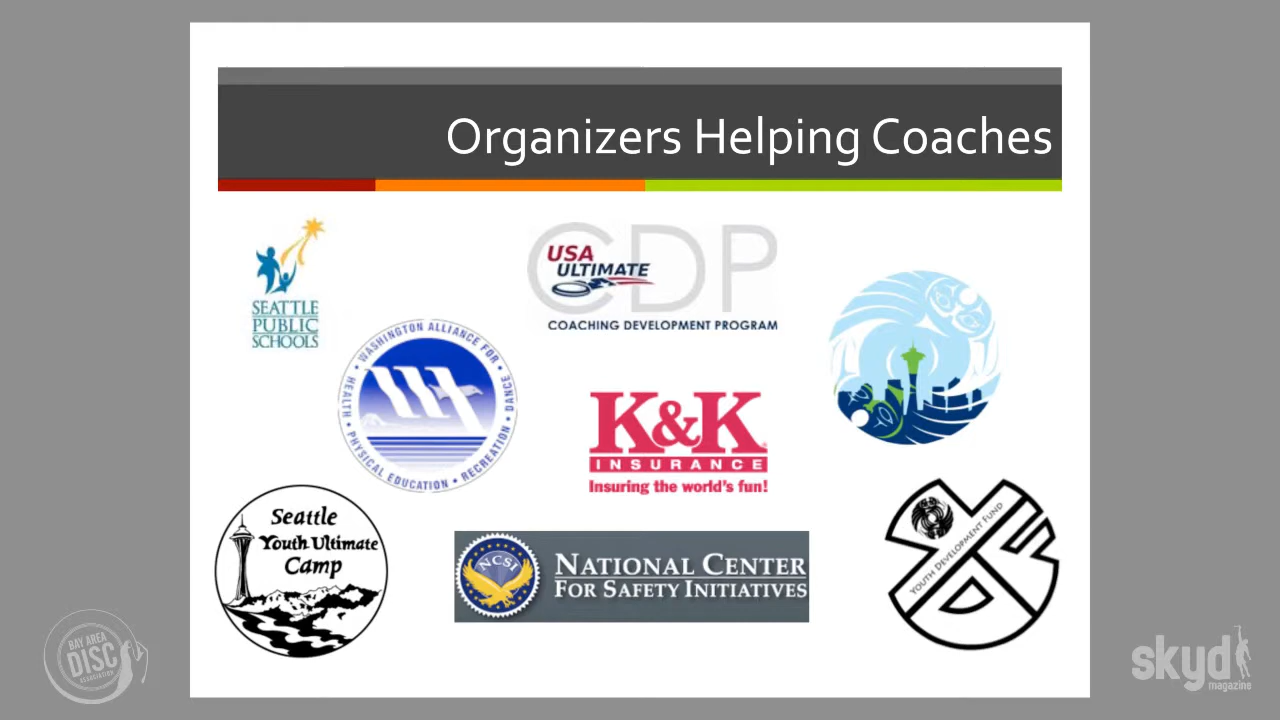 Organizers Helping Coaches
SEATTLE
PUBLIC
SCHOOLS
CDP
USA
ULTIMATE
COACHING DEVELOPMENT PROGRAM
WASHINGTON ALLIANCE FOR • HEALTH • PHYSICAL EDUCATION • RECREATION • DANCE •
K&K
INSURANCE
Insuring the world's fun!
Seattle
Youth Ultimate
Camp
NCSI
NATIONAL CENTER
FOR SAFETY INITIATIVES
YOUTH DEVELOPMENT FUND
BAY AREA
DISC
ASSOCIATION
skyd
magazine